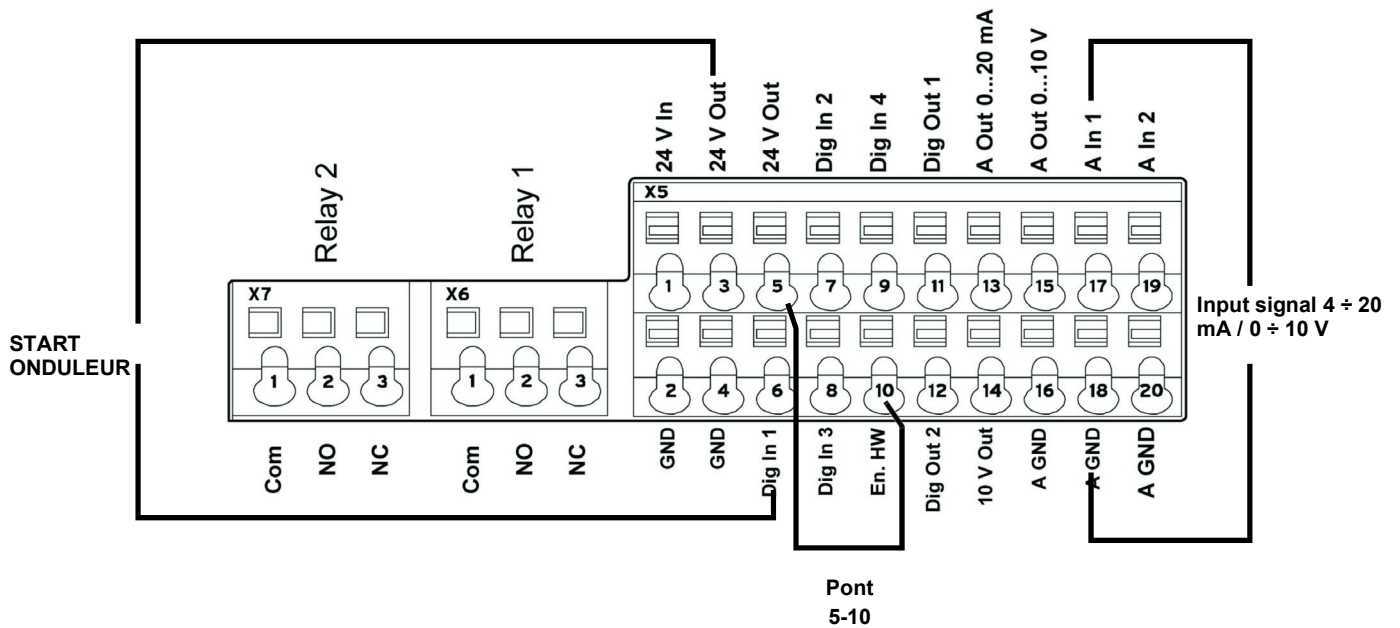 24 V In
24 V Out
24 V Out
Dig In 2
Dig In 4
Dig Out 1
A Out 0...20 mA
A Out 0...10 V
A In 1
A In 2
Relay 2
Relay 1
X5
1
3
5
7
9
11
13
15
17
19
X7
X6
Input signal 4 ÷ 20
mA / 0 ÷ 10 V
START
ONDULEUR
1
2
3
1
2
3
2
4
6
8
10
12
14
16
18
20
Com
NO
NC
Com
NO
NC
GND
GND
Dig In 1
Dig In 3
En. HW
Dig Out 2
10 V Out
A GND
A GND
A GND
Pont
5-10